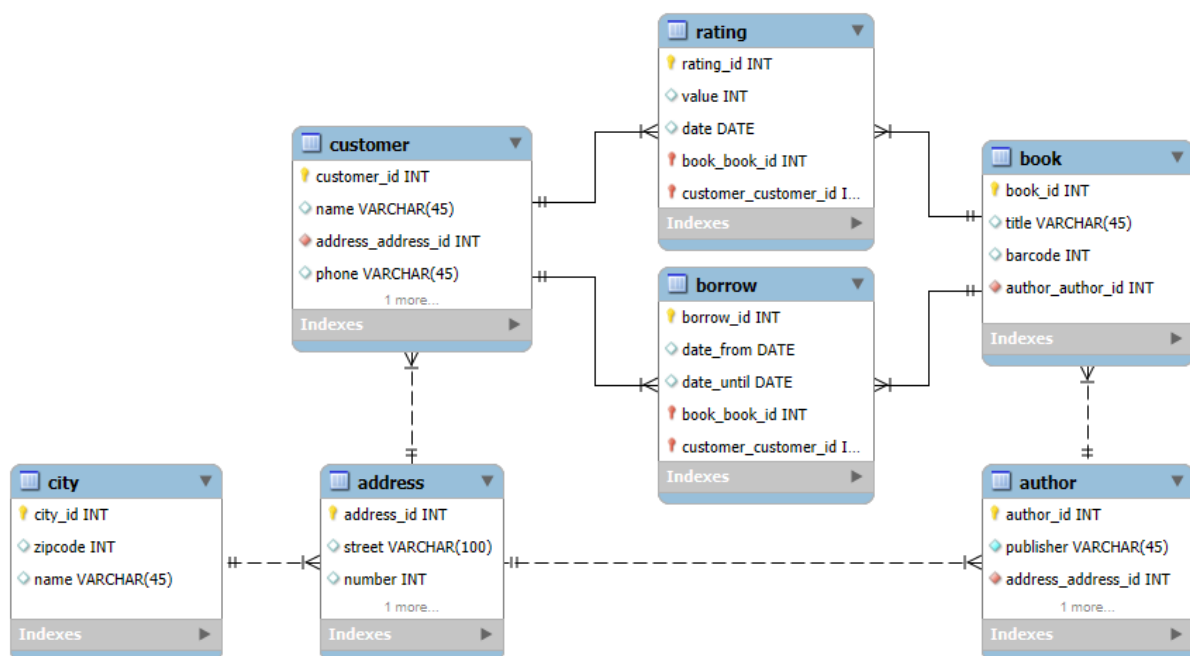 rating
rating_id INT
value INT
date DATE
book_book_id INT
customer_customer_id I...
Indexes
customer
customer_id INT
name VARCHAR(45)
address_address_id INT
phone VARCHAR(45)
1 more...
Indexes
book
book_id INT
title VARCHAR(45)
barcode INT
author_author_id INT
Indexes
borrow
borrow_id INT
date_from DATE
date_until DATE
book_book_id INT
customer_customer_id I...
Indexes
city
city_id INT
zipcode INT
name VARCHAR(45)
Indexes
address
address_id INT
street VARCHAR(100)
number INT
1 more...
Indexes
author
author_id INT
publisher VARCHAR(45)
address_address_id INT
1 more...
Indexes